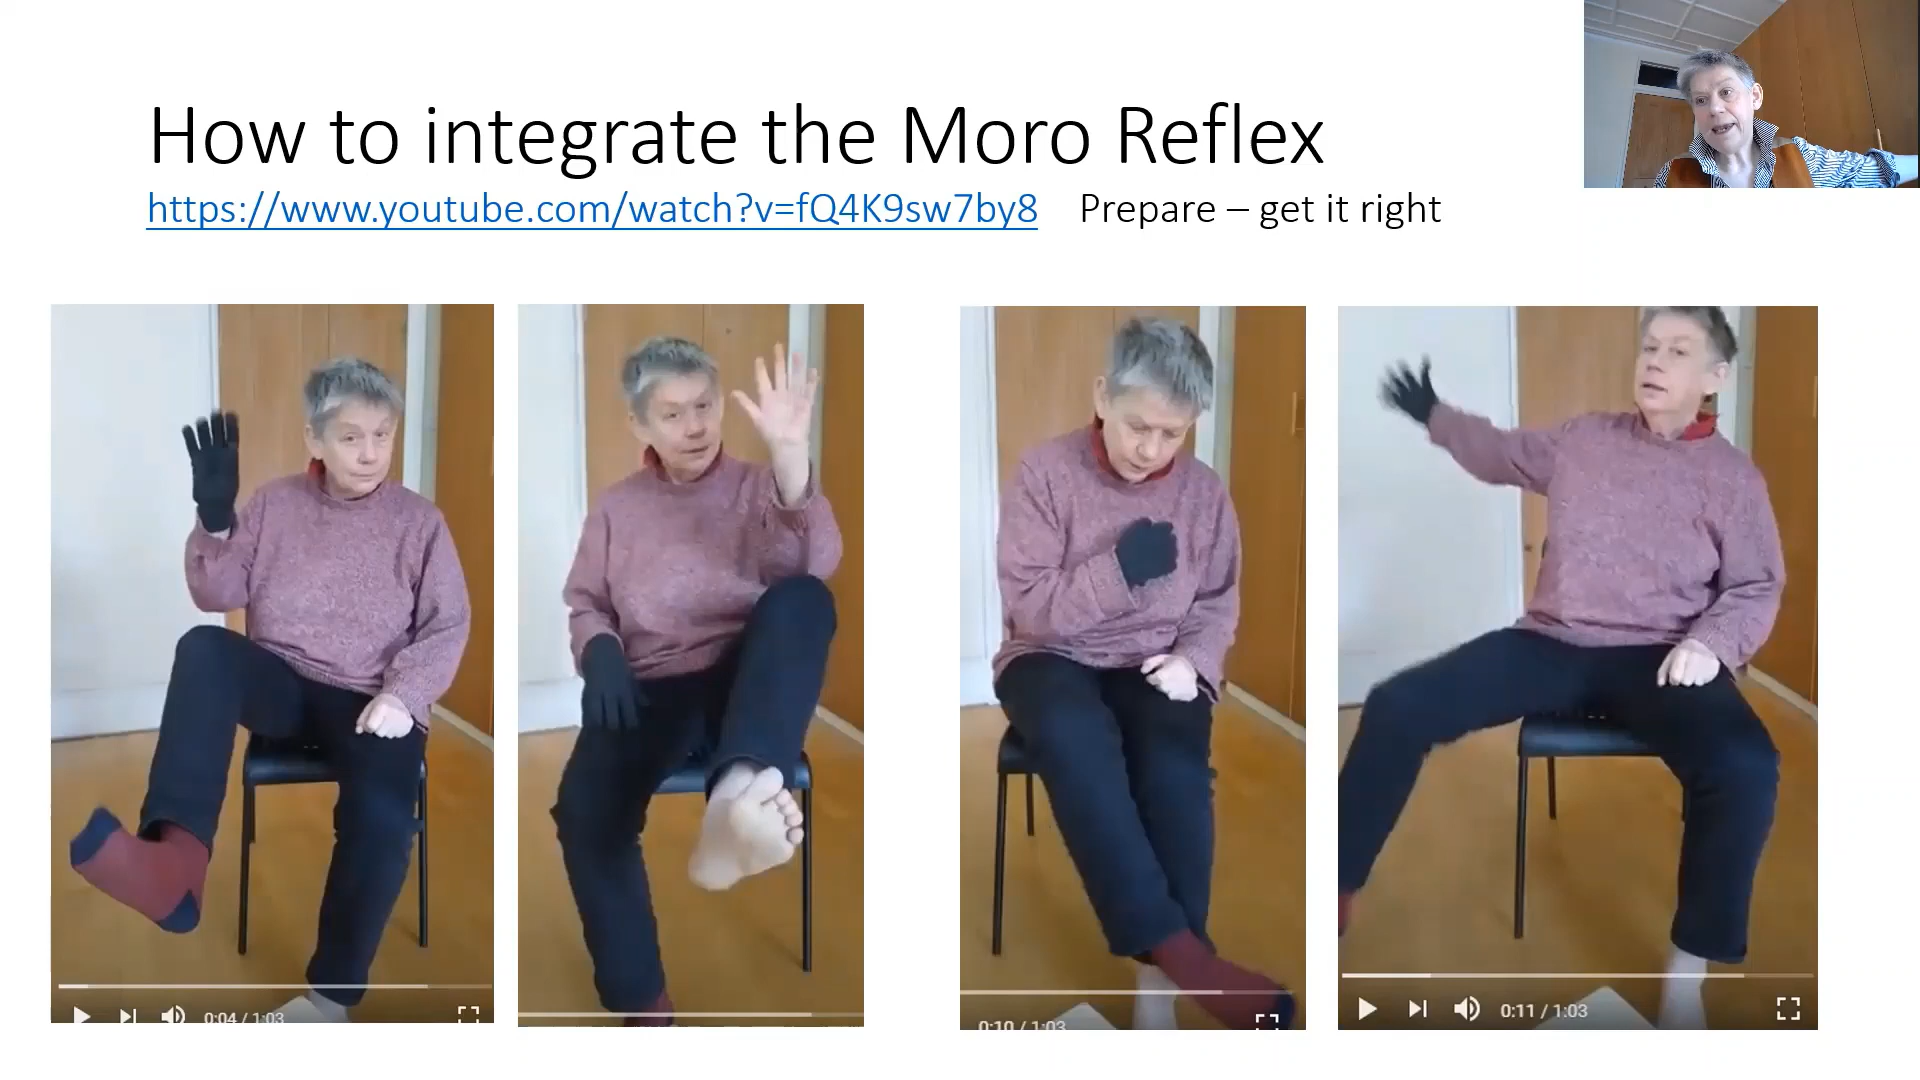 How to integrate the Moro Reflex
https://www.youtube.com/watch?v=fQ4K9sw7by8 Prepare – get it right
0:04 / 1:03
0:10 / 1:03
0:11 / 1:03